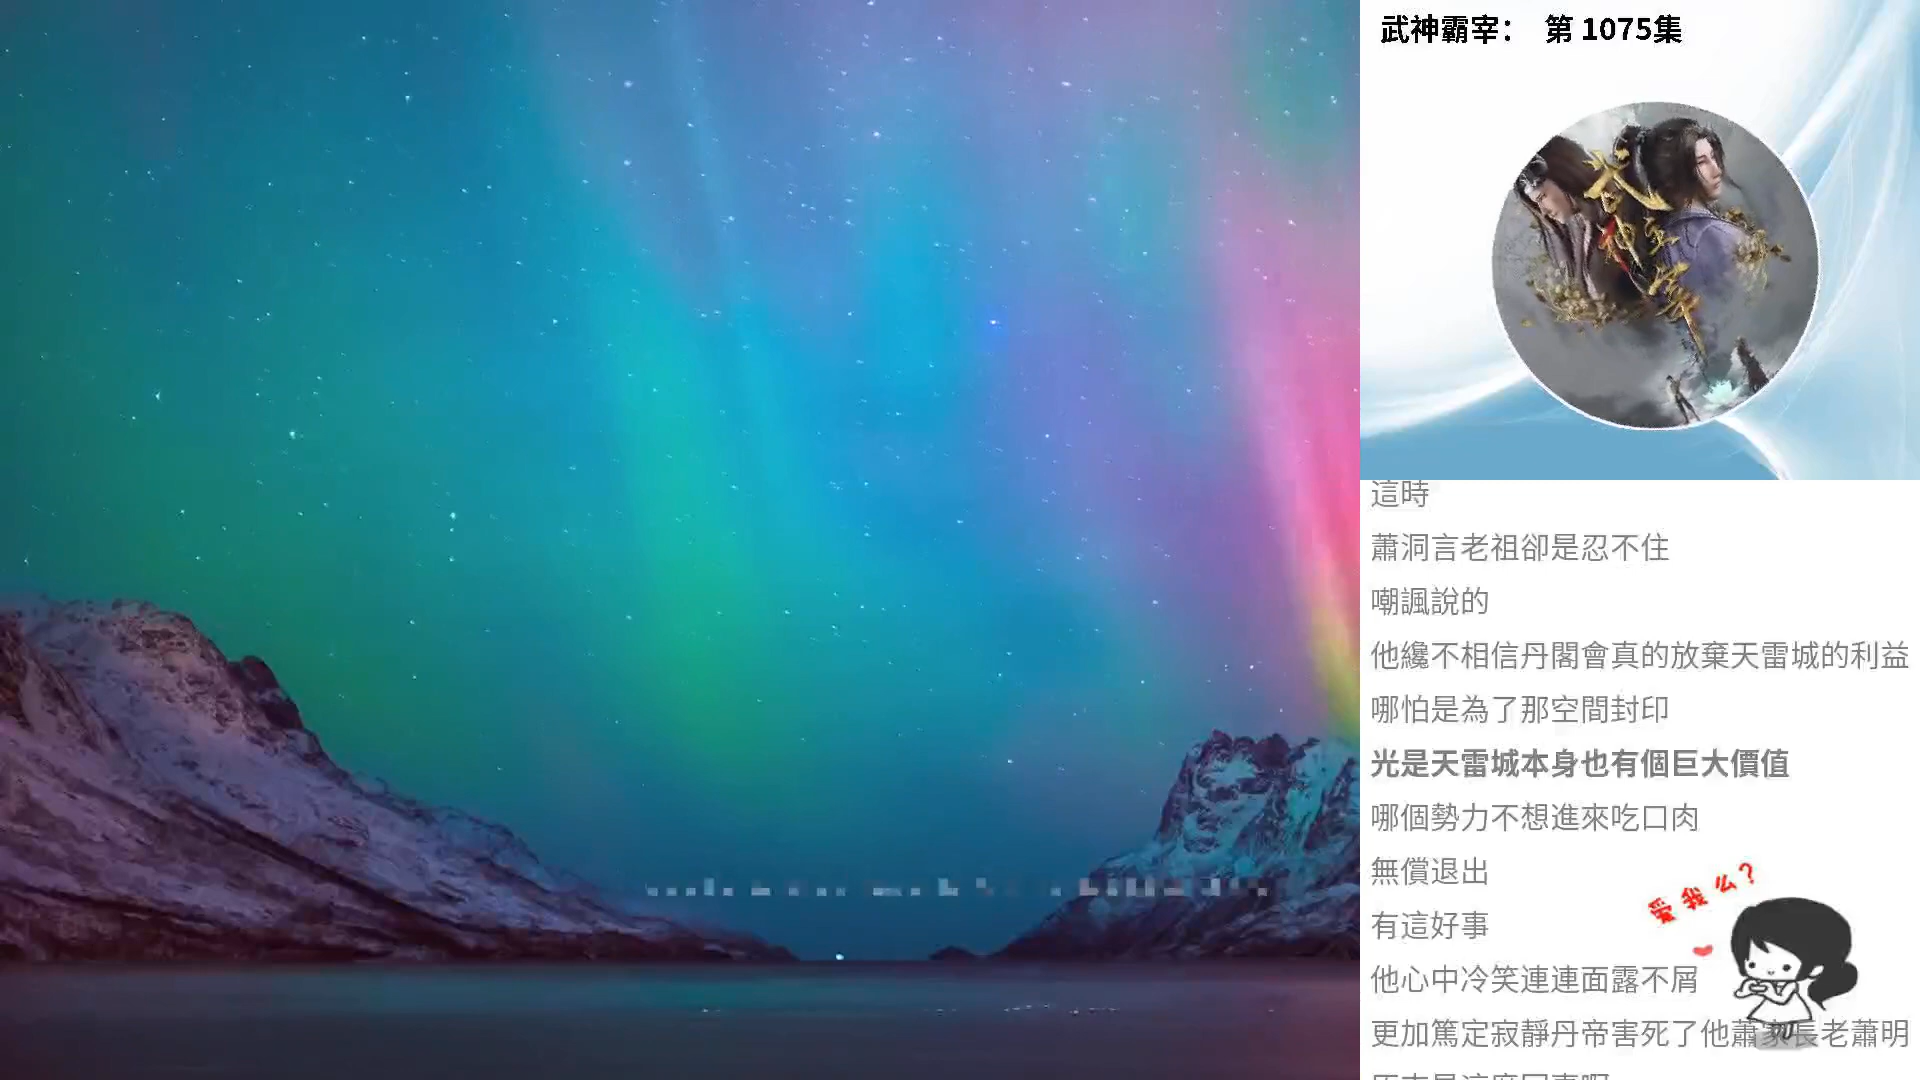 武神霸宰： 第 1075集
武神主宰
這時
蕭洞言老祖卻是忍不住
嘲諷說的
他纔不相信丹閣會真的放棄天雷城的利益
哪怕是為了那空間封印
光是天雷城本身也有個巨大價值
哪個勢力不想進來吃口肉
無償退出
愛我么？
有這好事
他心中冷笑連連面露不屑
更加篤定寂靜丹帝害死了他蕭家長老蕭明